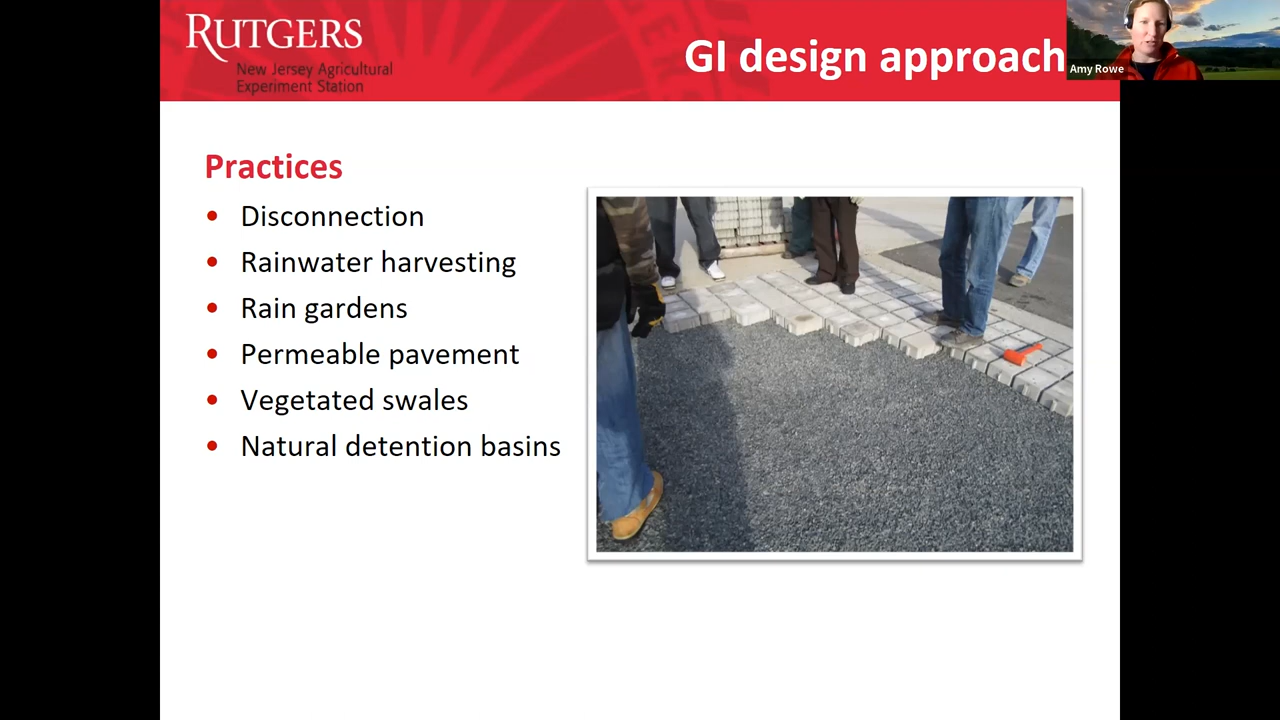 RUTGERS
New Jersey Agricultural
Experiment Station
GI design approach
Amy Rowe
Practices
• Disconnection
• Rainwater harvesting
• Rain gardens
• Permeable pavement
• Vegetated swales
• Natural detention basins